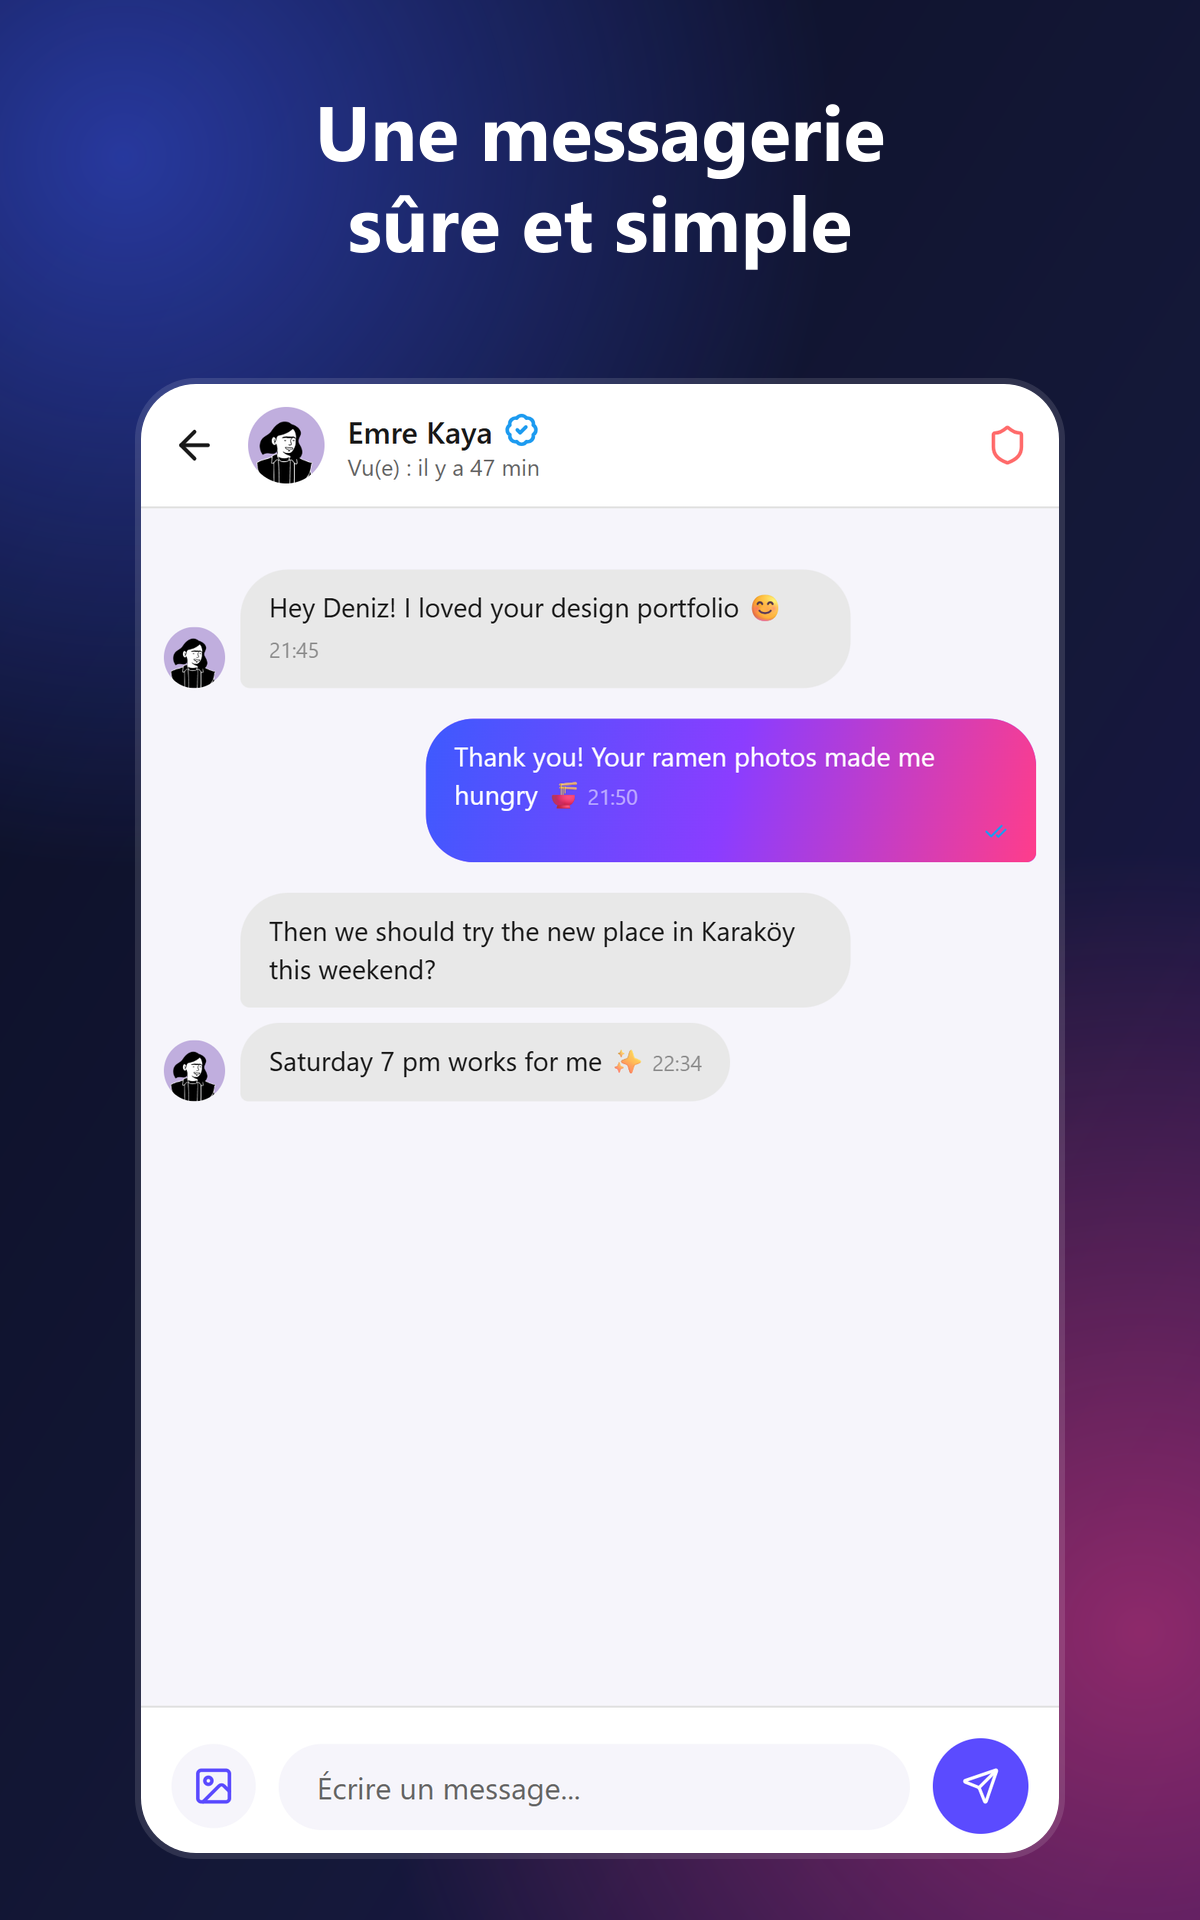 Une messagerie
sûre et simple
Emre Kaya
Vu(e) : il y a 47 min
Hey Deniz! I loved your design portfolio 😊
21:45
Thank you! Your ramen photos made me
hungry 🍜 21:50
Then we should try the new place in Karaköy
this weekend?
Saturday 7 pm works for me ✨ 22:34
Écrire un message...